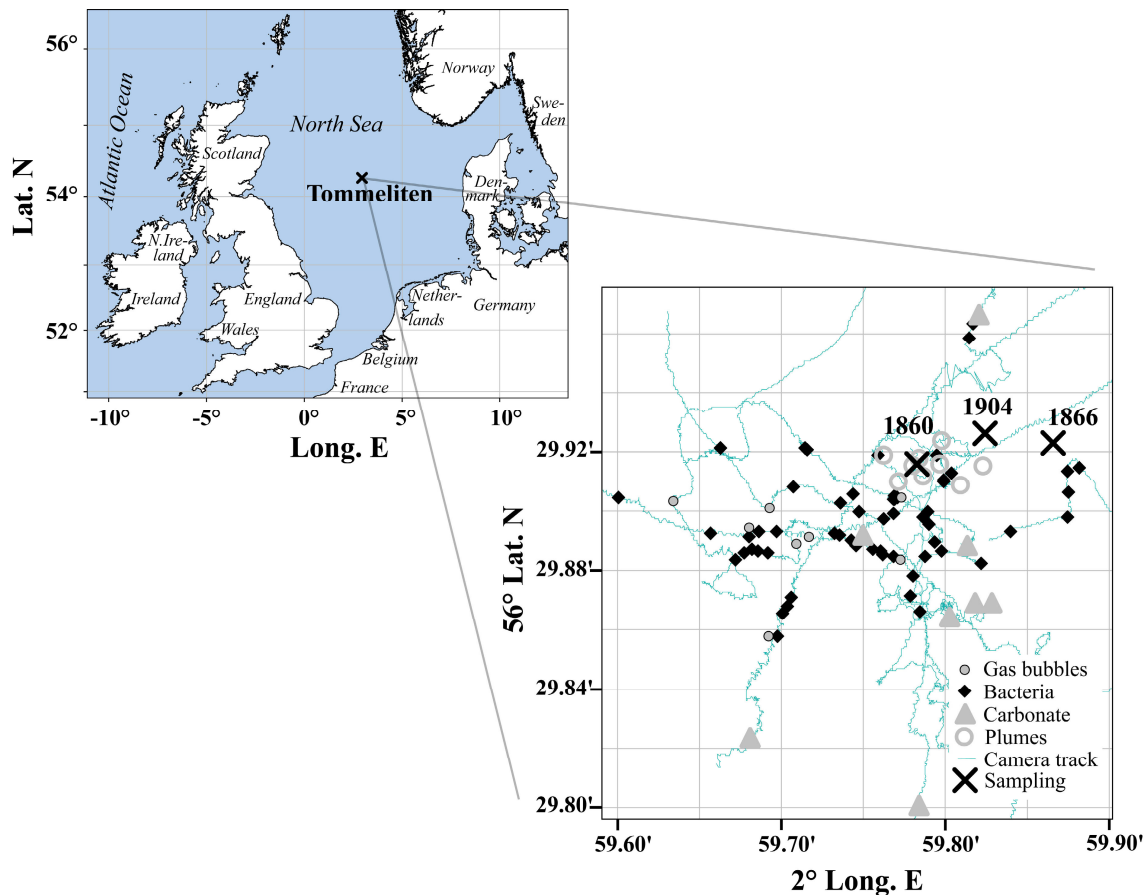 56°
54°
52°
Lat. N
Atlantic Ocean
North Sea
Norway
Swe-
den
Scotland
Tommeliten
Den-
mark
N.Ire-
land
Ireland
England
Wales
Nether-
lands
Germany
Belgium
France
-10°
-5°
0°
5°
10°
Long. E
1860
1904
1866
29.92'
29.88'
29.84'
29.80'
56° Lat. N
Gas bubbles
Bacteria
Carbonate
Plumes
Camera track
Sampling
59.60'
59.70'
59.80'
59.90'
2° Long. E